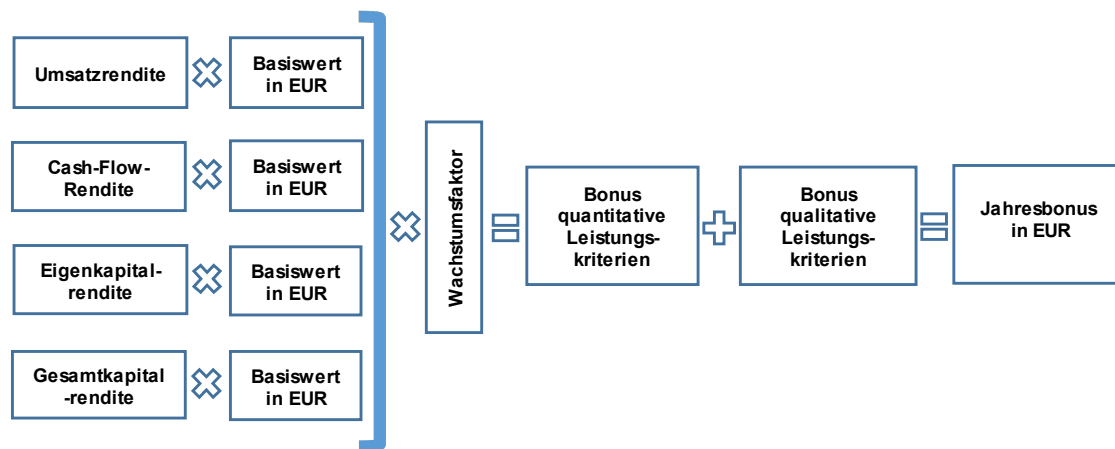 Umsatzrendite
Basiswert
in EUR
Cash-Flow-
Rendite
Basiswert
in EUR
Eigenkapital-
rendite
Basiswert
in EUR
Gesamtkapital
-rendite
Basiswert
in EUR
Wachstumsfaktor
Bonus
quantitative
Leistungs-
kriterien
Bonus
qualitative
Leistungs-
kriterien
Jahresbonus
in EUR